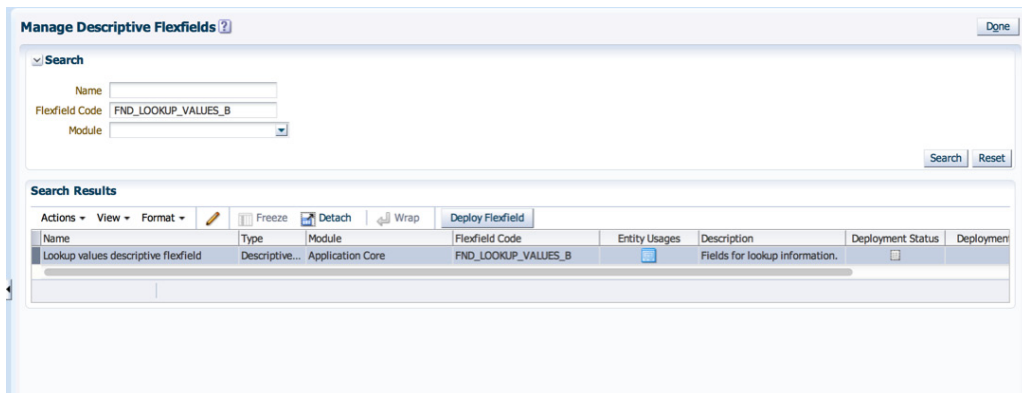 Manage Descriptive Flexfields ?
Done
Search
Name
Flexfield Code FND_LOOKUP_VALUES_B
Module
Search Reset
Search Results
Actions View Format Freeze Detach Wrap Deploy Flexfield
Name Type Module Flexfield Code Entity Usages Description Deployment Status Deployment
Lookup values descriptive flexfield Descriptive... Application Core FND_LOOKUP_VALUES_B Fields for lookup information.